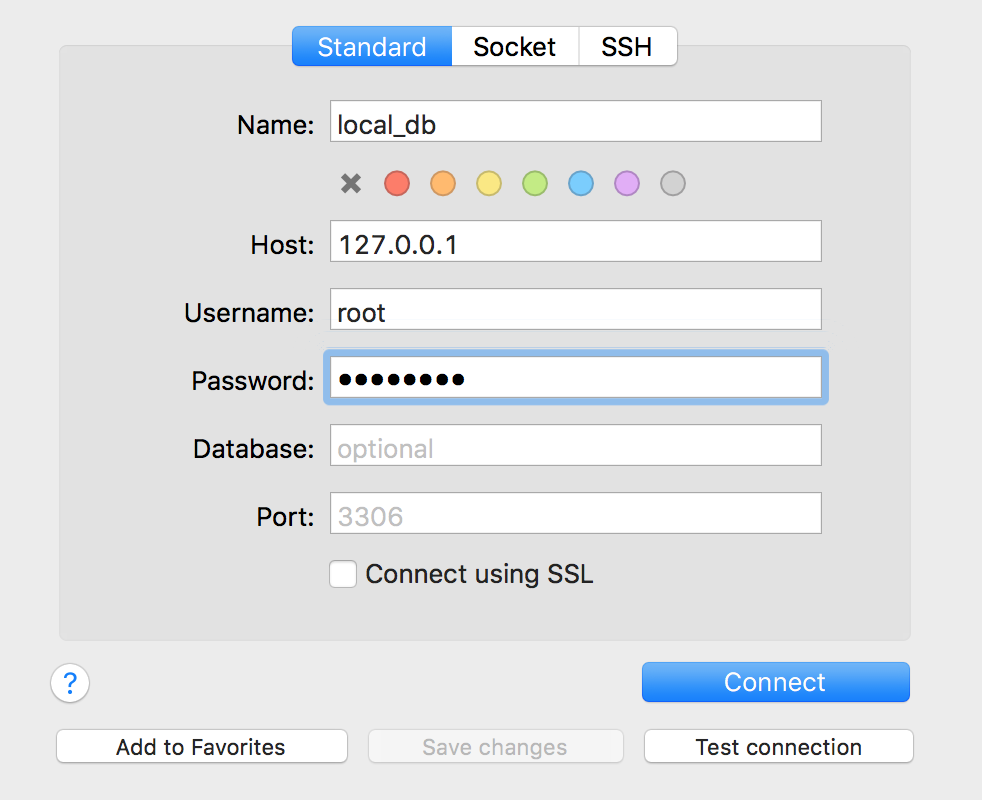 Standard Socket SSH
Name: local_db
Host: 127.0.0.1
Username: root
Password: ••••••••
Database: optional
Port: 3306
Connect using SSL
? Connect
Add to Favorites Save changes Test connection